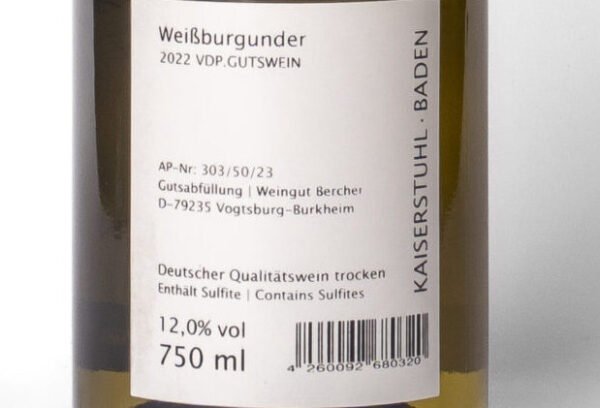 Weißburgunder
2022 VDP.GUTSWEIN
KAISERSTUHL · BADEN
AP-Nr: 303/50/23
Gutsabfüllung | Weingut Bercher
D-79235 Vogtsburg-Burkheim
Deutscher Qualitätswein trocken
Enthält Sulfite | Contains Sulfites
12,0% vol
750 ml
4 260092 680320